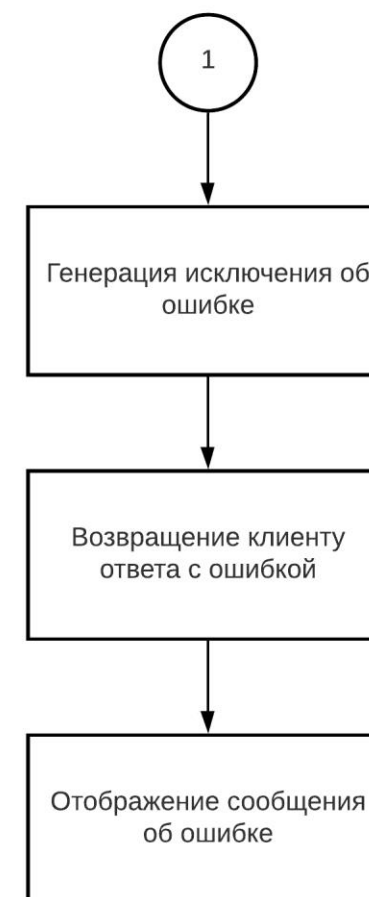 1
Генерация исключения об
ошибке
Возвращение клиенту
ответа с ошибкой
Отображение сообщения
об ошибке